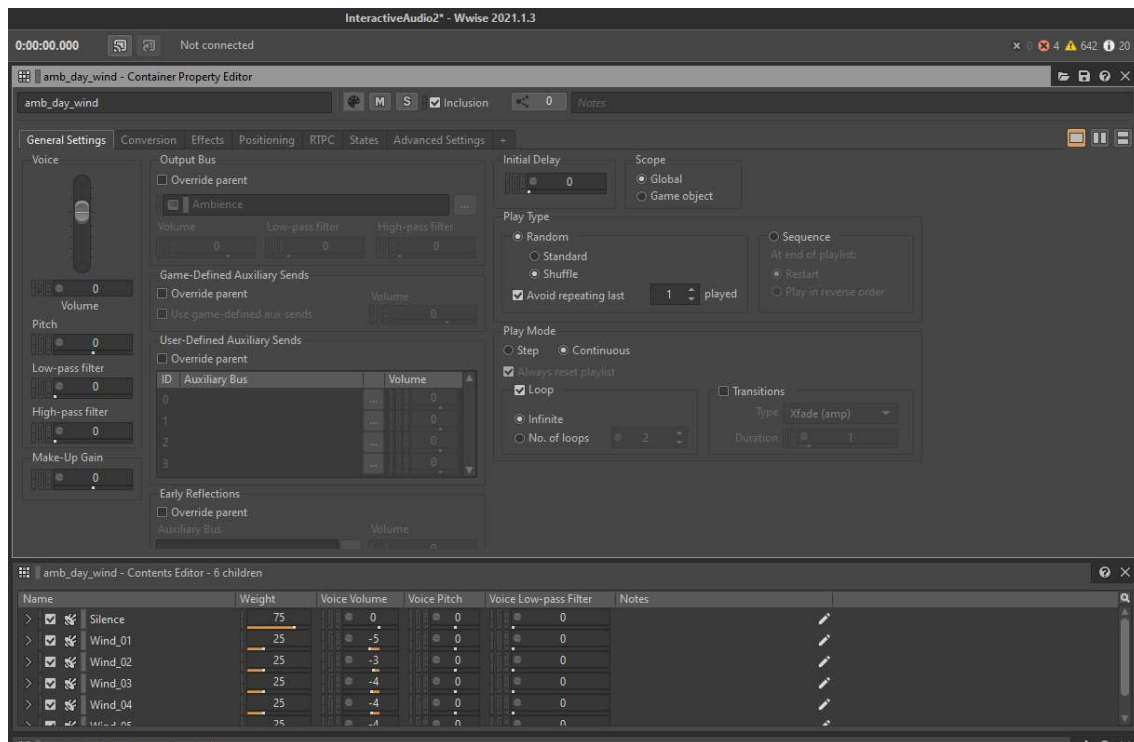 InteractiveAudio2* - Wwise 2021.1.3
0:00:00.000 Not connected 0 4 642 20
amb_day_wind - Container Property Editor
amb_day_wind M S Inclusion 0 Notes
General Settings Conversion Effects Positioning RTPC States Advanced Settings +
Voice
0
Volume
Pitch
0
Low-pass filter
0
High-pass filter
0
Make-Up Gain
0
Output Bus
Override parent
Ambience ...
Volume Low-pass filter High-pass filter
0 0 0
Game-Defined Auxiliary Sends
Override parent Volume
Use game-defined aux sends 0
User-Defined Auxiliary Sends
Override parent
ID Auxiliary Bus Volume
0 ... 0
1 ... 0
2 ... 0
3 ... 0
Early Reflections
Override parent
Auxiliary Bus Volume
Initial Delay
0
Scope
Global
Game object
Play Type
Random
Standard
Shuffle
Avoid repeating last 1 played
Sequence
At end of playlist:
Restart
Play in reverse order
Play Mode
Step Continuous
Always reset playlist
Loop
Infinite
No. of loops 2
Transitions
Type Xfade (amp)
Duration 1
amb_day_wind - Contents Editor - 6 children
Name Weight Voice Volume Voice Pitch Voice Low-pass Filter Notes
Silence 75 0 0 0
Wind_01 25 -5 0 0
Wind_02 25 -3 0 0
Wind_03 25 -4 0 0
Wind_04 25 -4 0 0
Wind_05 25 -4 0 0